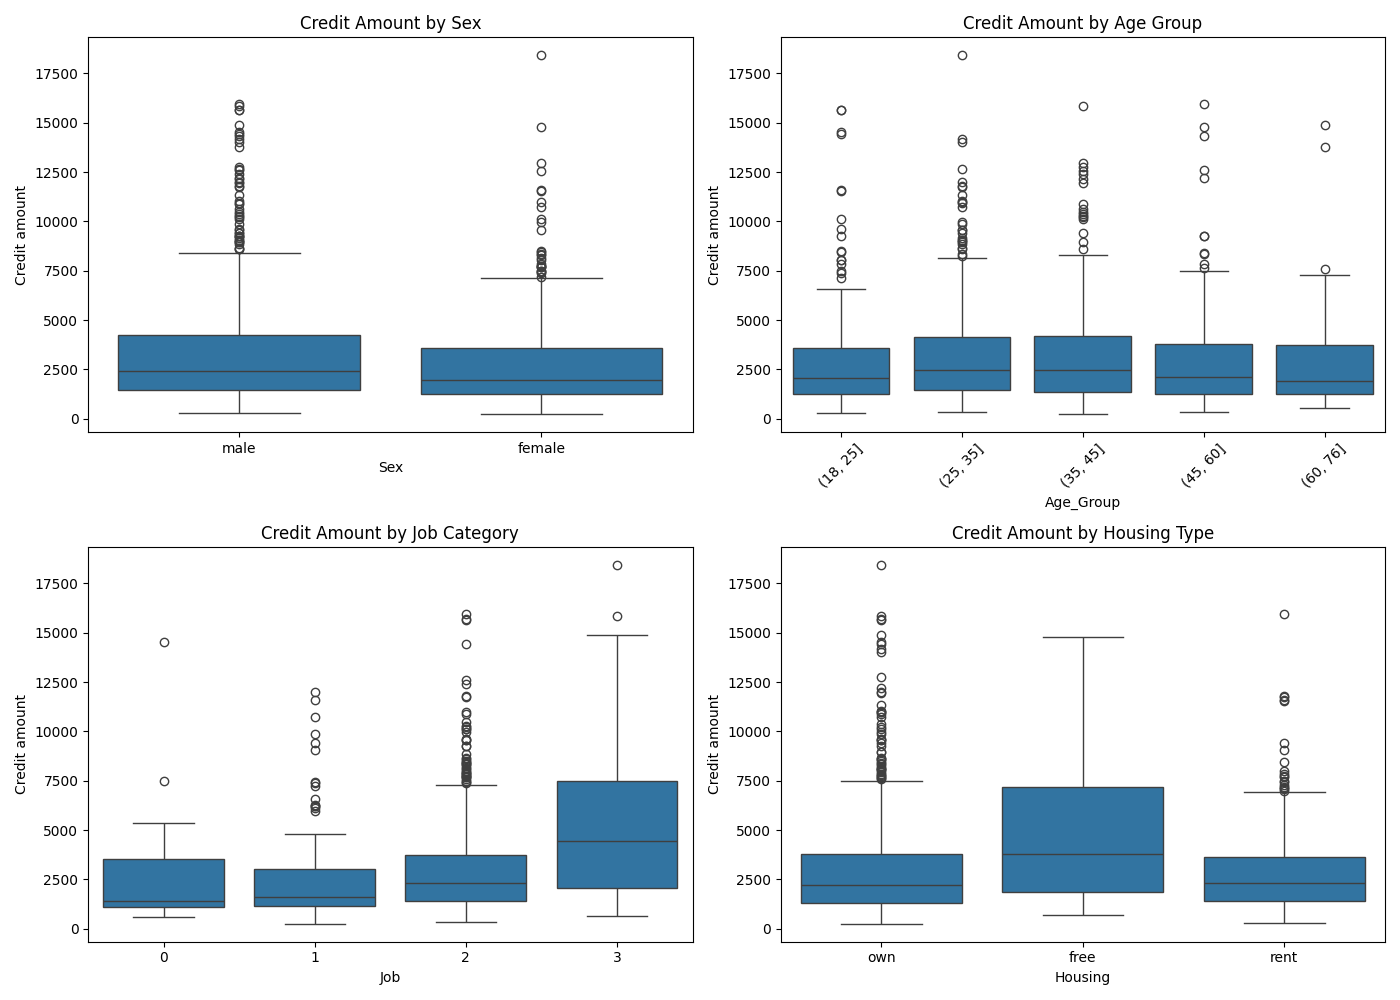 Credit Amount by Sex
Credit amount
17500
15000
12500
10000
7500
5000
2500
0
male female
Sex
Credit Amount by Age Group
Credit amount
17500
15000
12500
10000
7500
5000
2500
0
(18, 25] (25, 35] (35, 45] (45, 60] (60, 76]
Age_Group
Credit Amount by Job Category
Credit amount
17500
15000
12500
10000
7500
5000
2500
0
0 1 2 3
Job
Credit Amount by Housing Type
Credit amount
17500
15000
12500
10000
7500
5000
2500
0
own free rent
Housing